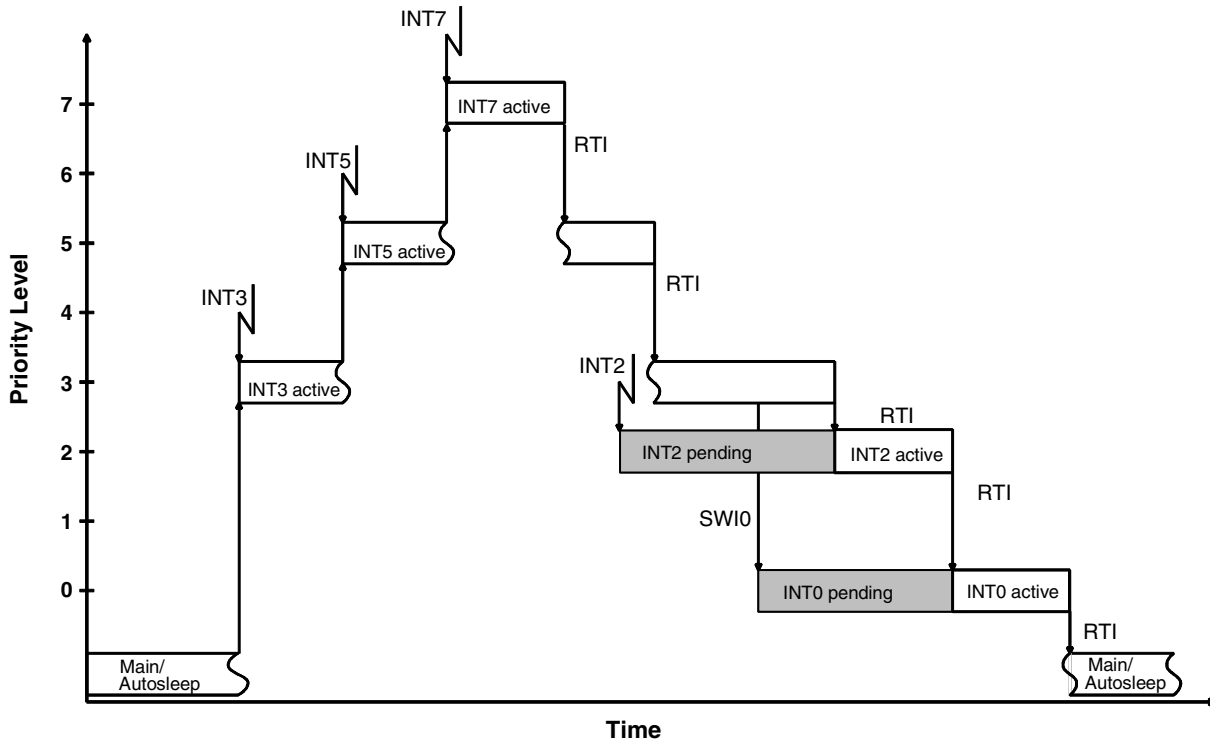 INT7
7
INT7 active
RTI
INT5
6
5
INT5 active
RTI
INT3
4
INT2
3
INT3 active
RTI
2
INT2 pending
INT2 active
RTI
1
SWI0
0
INT0 pending
INT0 active
RTI
Main/
Autosleep
Main/
Autosleep
Priority Level
Time